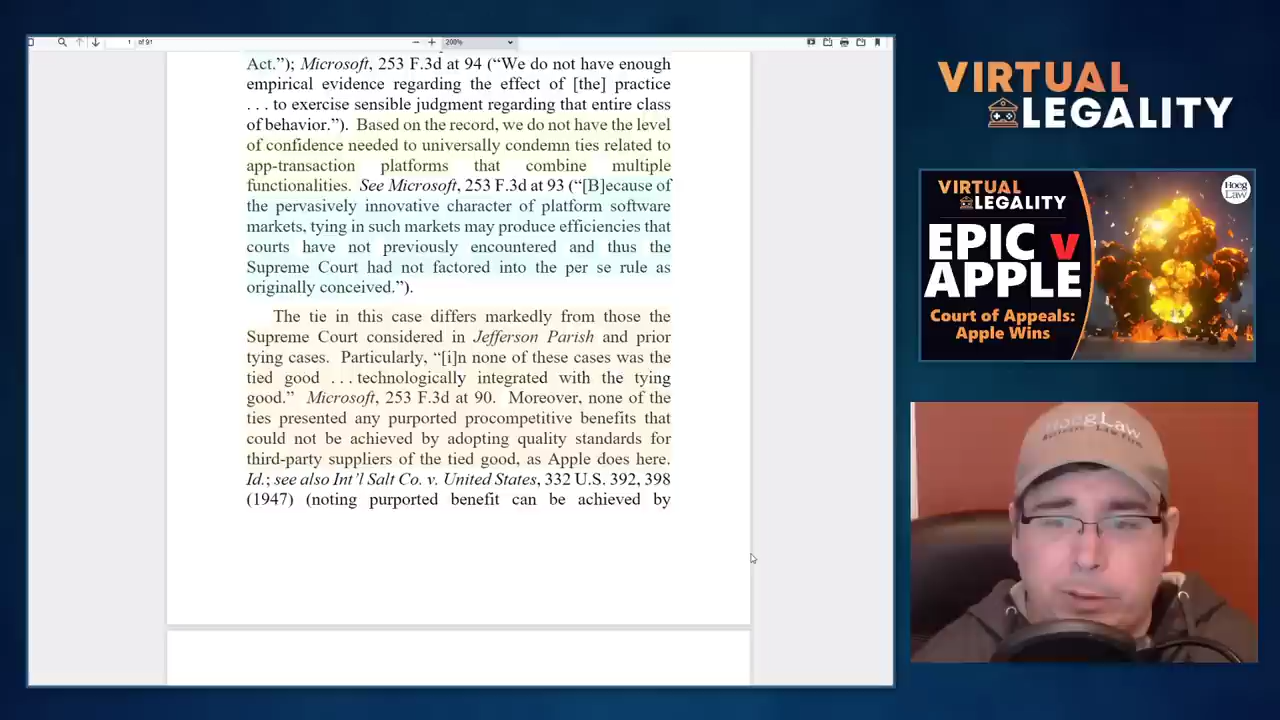 1 of 91
200%
Act."); Microsoft, 253 F.3d at 94 ("We do not have enough
empirical evidence regarding the effect of [the] practice
. . . to exercise sensible judgment regarding that entire class
of behavior."). Based on the record, we do not have the level
of confidence needed to universally condemn ties related to
app-transaction platforms that combine multiple
functionalities. See Microsoft, 253 F.3d at 93 ("[B]ecause of
the pervasively innovative character of platform software
markets, tying in such markets may produce efficiencies that
courts have not previously encountered and thus the
Supreme Court had not factored into the per se rule as
originally conceived.").
The tie in this case differs markedly from those the
Supreme Court considered in Jefferson Parish and prior
tying cases. Particularly, "[i]n none of these cases was the
tied good . . . technologically integrated with the tying
good." Microsoft, 253 F.3d at 90. Moreover, none of the
ties presented any purported procompetitive benefits that
could not be achieved by adopting quality standards for
third-party suppliers of the tied good, as Apple does here.
Id.; see also Int'l Salt Co. v. United States, 332 U.S. 392, 398
(1947) (noting purported benefit can be achieved by
VIRTUAL
LEGALITY
VIRTUAL
LEGALITY
Hoeg
Law
EPIC v
APPLE
Court of Appeals:
Apple Wins
Hoeg Law